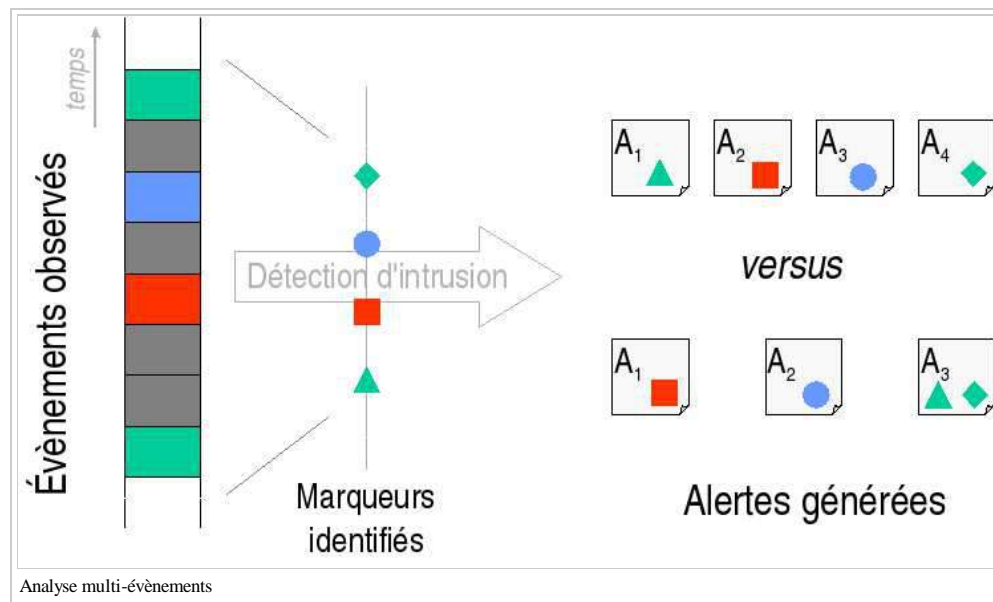 temps
Évènements observés
Détection d'intrusion
Marqueurs
identifiés
A1
A2
A3
A4
versus
A1
A2
A3
Alertes générées
Analyse multi-évènements